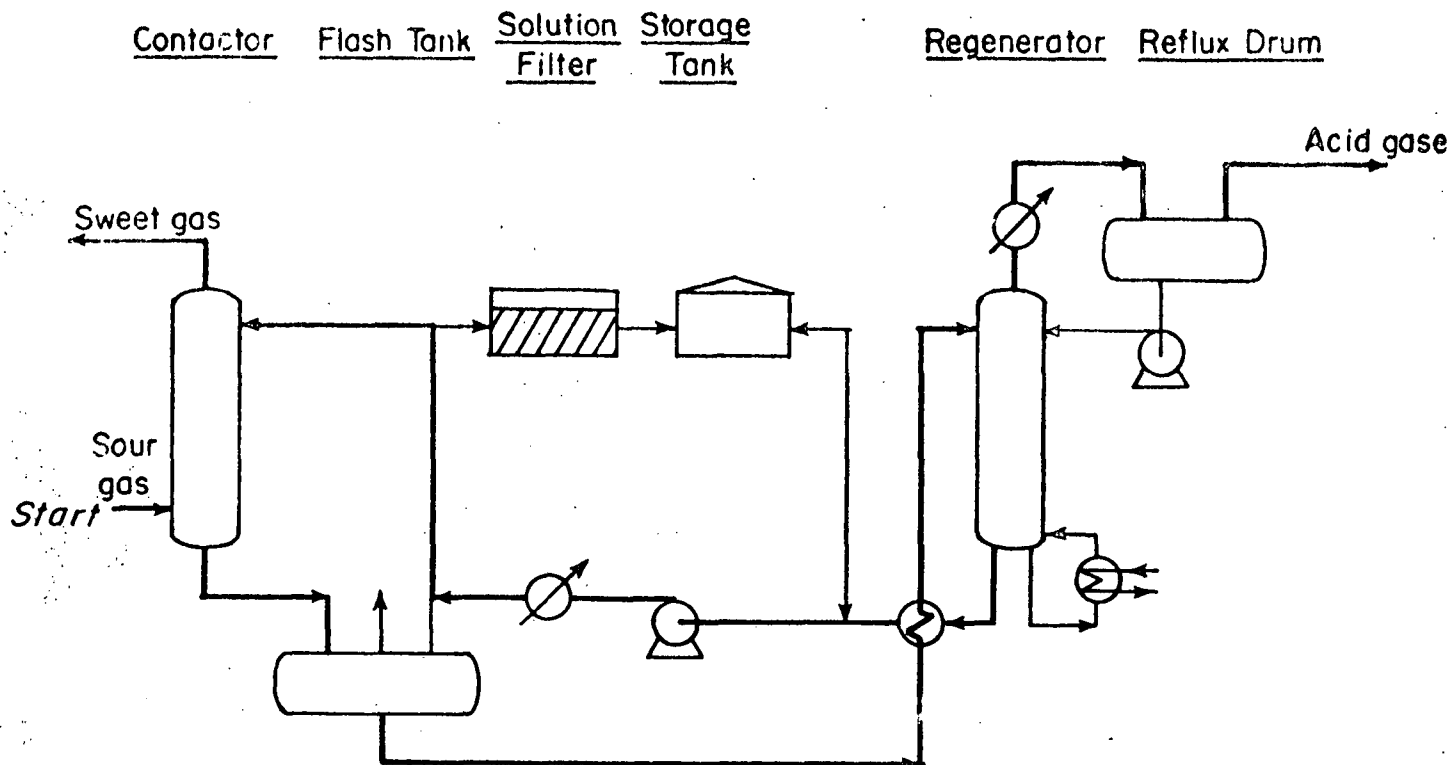 Contactor
Flash Tank
Solution
Filter
Storage
Tank
Regenerator
Reflux Drum
Acid gase
Sweet gas
Sour
gas
Start